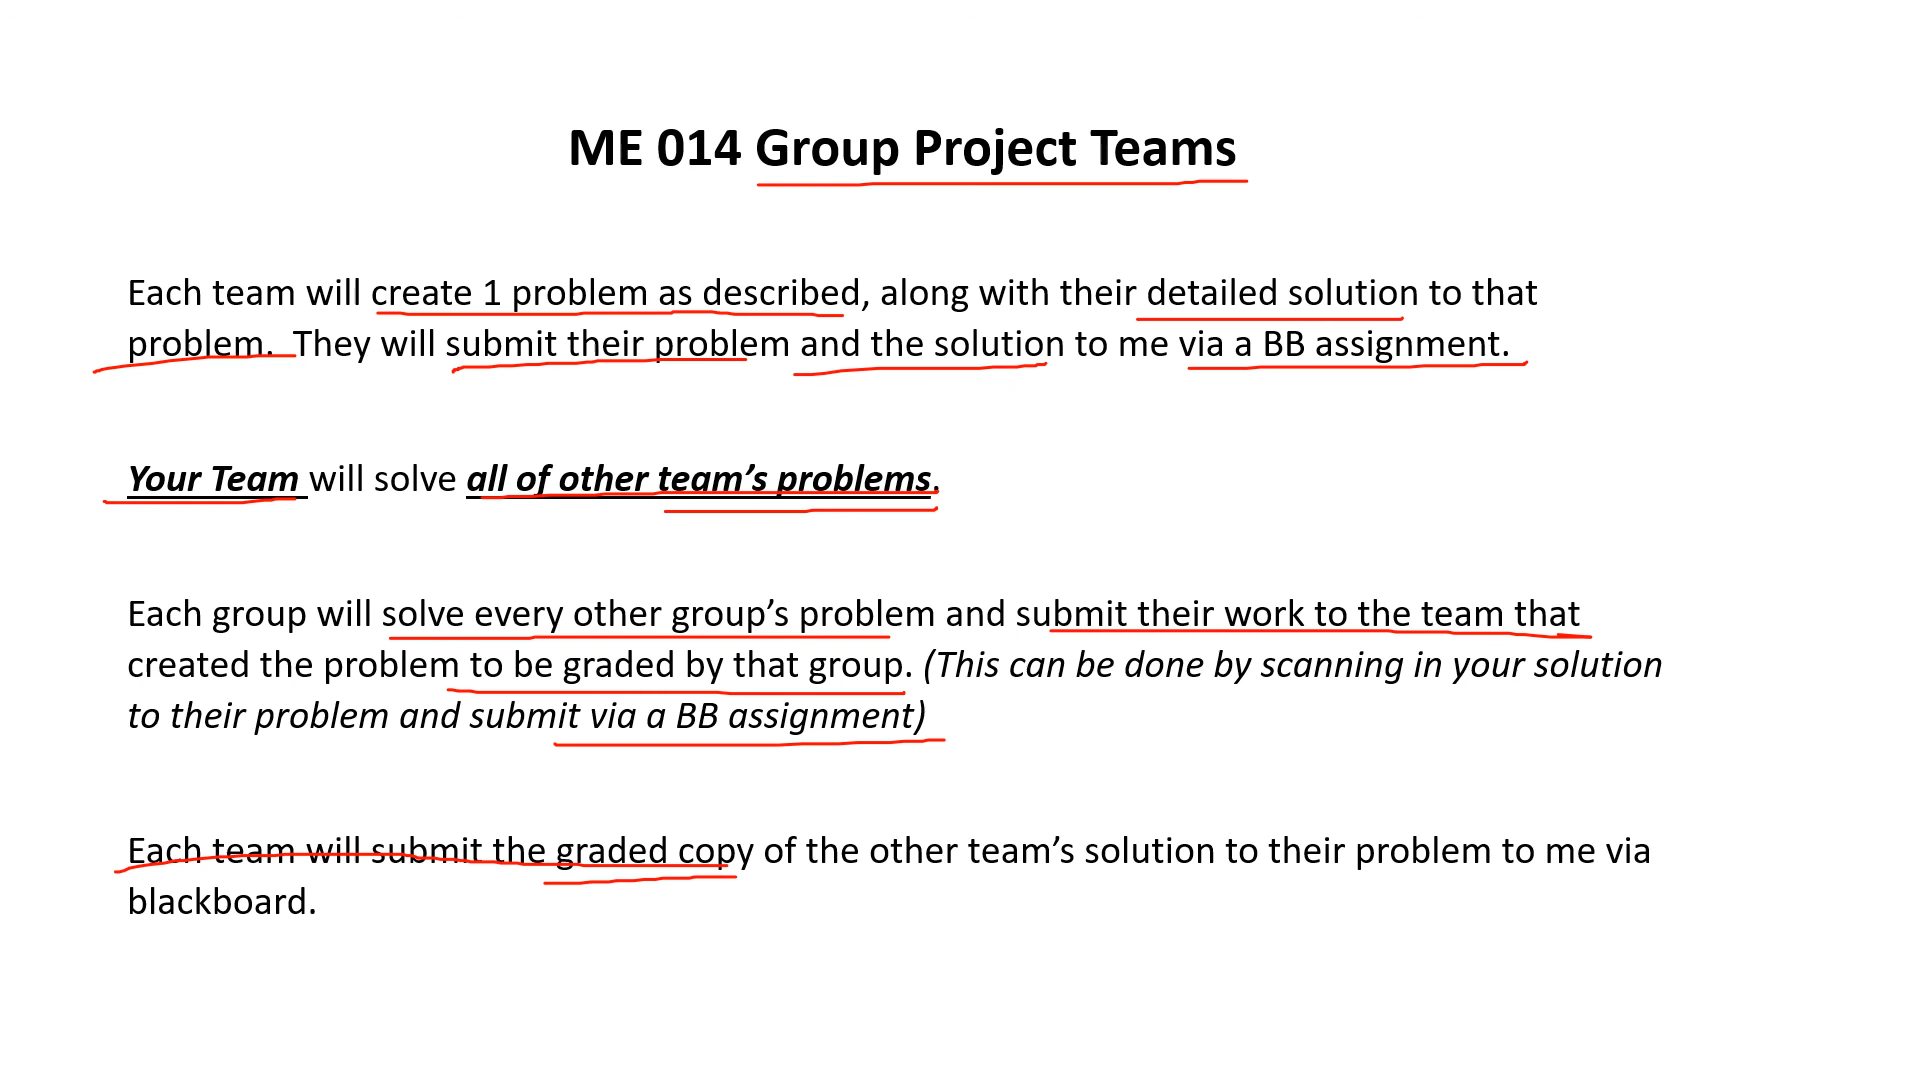 ME 014 Group Project Teams
Each team will create 1 problem as described, along with their detailed solution to that
problem.  They will submit their problem and the solution to me via a BB assignment.
Your Team will solve all of other team’s problems.
Each group will solve every other group’s problem and submit their work to the team that
created the problem to be graded by that group. (This can be done by scanning in your solution
to their problem and submit via a BB assignment)
Each team will submit the graded copy of the other team’s solution to their problem to me via
blackboard.